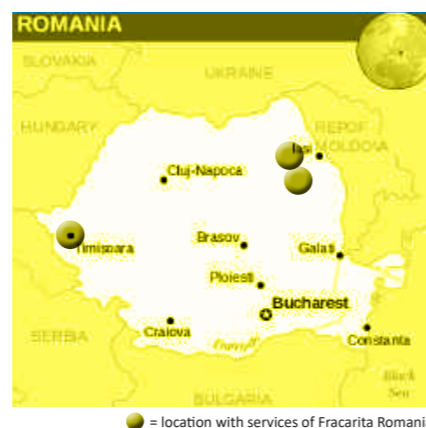 ROMANIA
SLOVAKIA
UKRAINE
HUNGARY
REP OF
MOLDOVA
Iasi
Cluj-Napoca
Timisoara
Brasov
Galati
Ploiesti
Bucharest
Craiova
Constanta
SERBIA
Black
Sea
BULGARIA
= location with services of Fracarita Romani